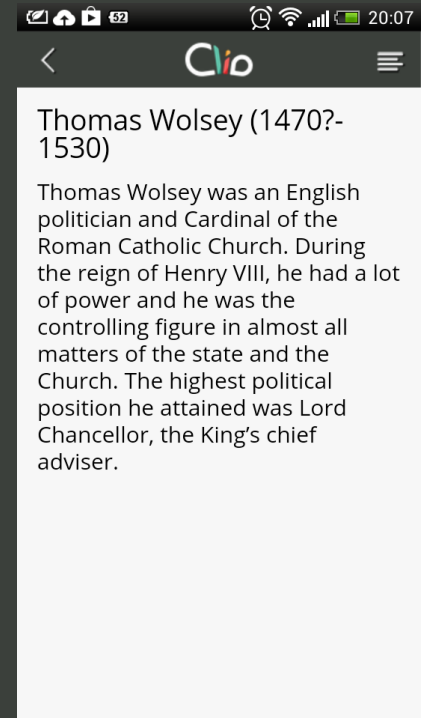 52 20:07
Clio
Thomas Wolsey (1470?-
1530)
Thomas Wolsey was an English
politician and Cardinal of the
Roman Catholic Church. During
the reign of Henry VIII, he had a lot
of power and he was the
controlling figure in almost all
matters of the state and the
Church. The highest political
position he attained was Lord
Chancellor, the King’s chief
adviser.